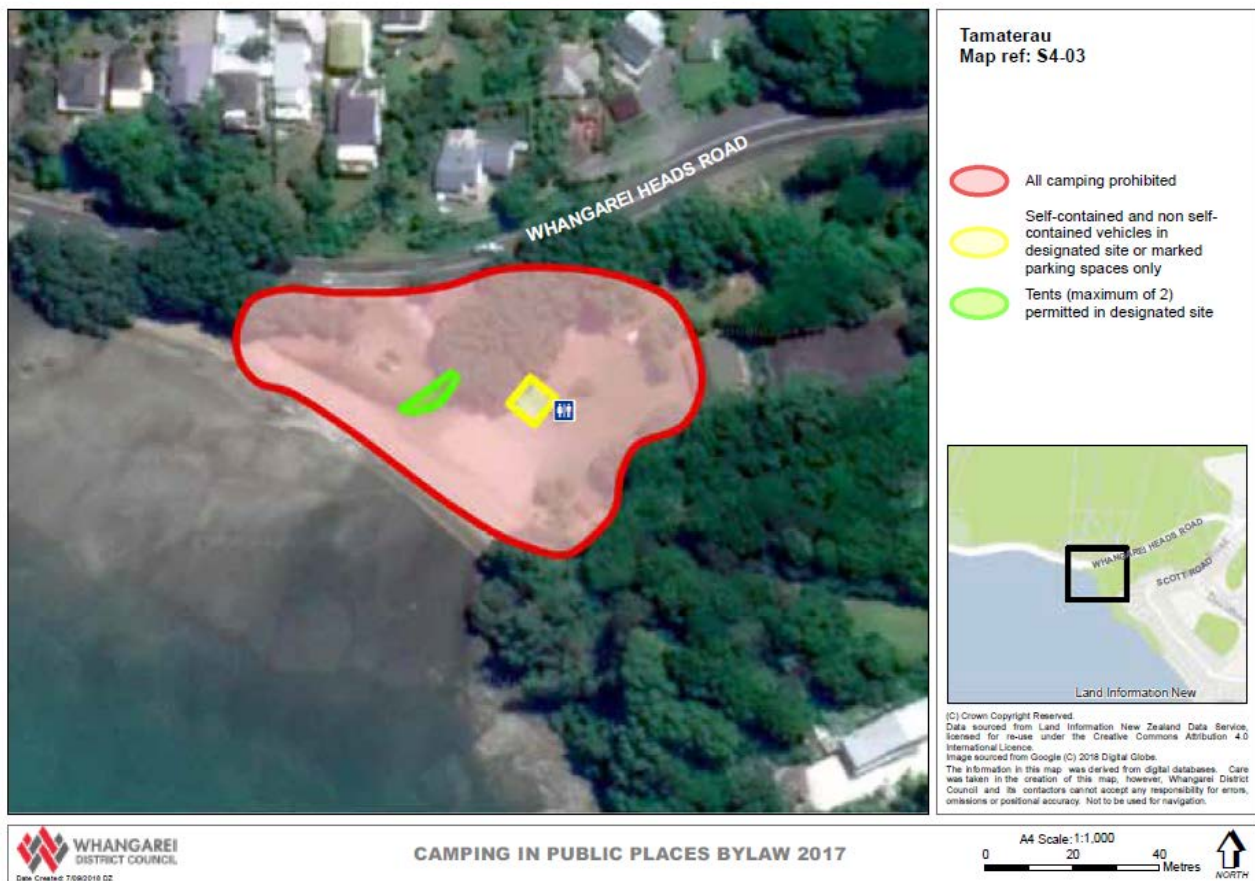 Tamaterau
Map ref: S4-03
WHANGAREI HEADS ROAD
All camping prohibited
Self-contained and non self-
contained vehicles in
designated site or marked
parking spaces only
Tents (maximum of 2)
permitted in designated site
WHANGAREI HEADS ROAD
SCOTT ROAD
Land Information New
(C) Crown Copyright Reserved.
Data sourced from Land Information New Zealand Data Service,
licensed for re-use under the Creative Commons Attribution 4.0
International Licence.
Image sourced from Google (C) 2018 Digital Globe.
The information in this map was derived from digital databases. Care
was taken in the creation of this map, however, Whangarei District
Council and its contactors cannot accept any responsibility for errors,
omissions or positional accuracy. Not to be used for navigation.
WHANGAREI
DISTRICT COUNCIL
CAMPING IN PUBLIC PLACES BYLAW 2017
A4 Scale: 1:1,000
0 20 40
Metres
NORTH